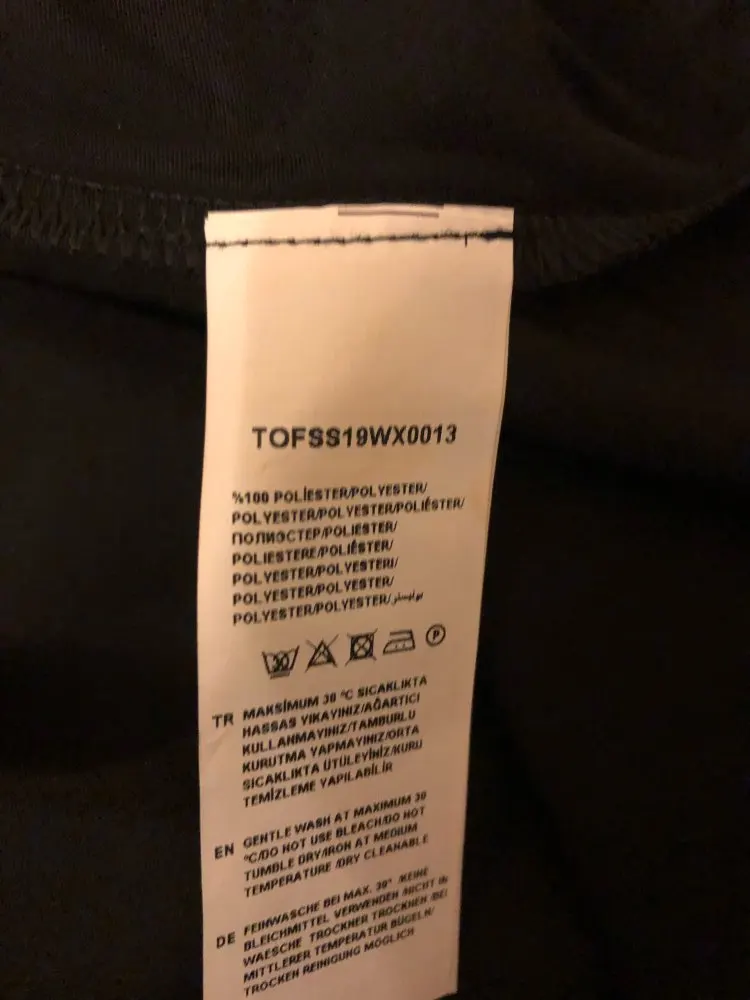 TOFSS19WX0013
%100 POLİESTER/POLYESTER/
POLYESTER/POLYESTER/POLIÉSTER/
ПОЛИЭСТЕР/POLIESTER/
POLIESTERE/POLIÉSTER/
POLYESTER/POLYESTERI/
POLYESTER/POLYESTER/
POLYESTER/POLYESTER/بوليستر
30
P
TR MAKSİMUM 30 °C SICAKLIKTA
HASSAS YIKAYINIZ/AĞARTICI
KULLANMAYINIZ/TAMBURLU
KURUTMA YAPMAYINIZ/ORTA
SICAKLIKTA ÜTÜLEYİNİZ/KURU
TEMİZLEME YAPILABİLİR
EN GENTLE WASH AT MAXIMUM 30
°C/DO NOT USE BLEACH/DO NOT
TUMBLE DRY/IRON AT MEDIUM
TEMPERATURE /DRY CLEANABLE
DE FEINWASCHE BEI MAX. 30° /KEINE
BLEICHMITTEL VERWENDEN /NICHT IN
WAESCHE TROCKNER TROCKNEN /BEI
MITTLERER TEMPERATUR BÜGELN/
TROCKEN REINIGUNG MÖGLICH